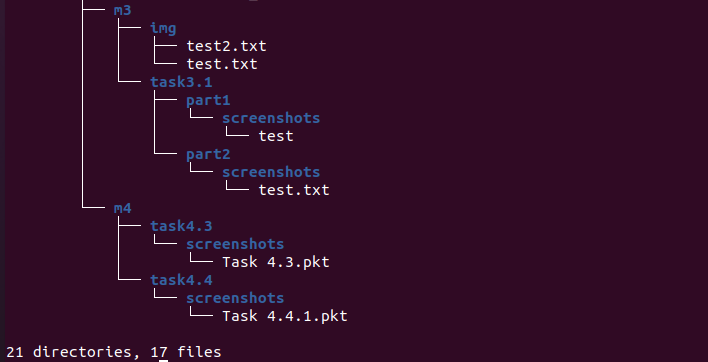 m3
img
test2.txt
test.txt
task3.1
part1
screenshots
test
part2
screenshots
test.txt
m4
task4.3
screenshots
Task 4.3.pkt
task4.4
screenshots
Task 4.4.1.pkt
21 directories, 17 files